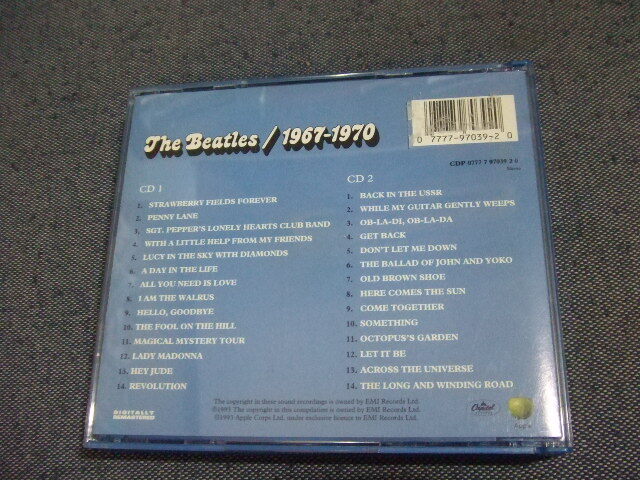 The Beatles / 1967-1970
0 7777-97039-2 0
CDP 0777 7 97039 2 0
Stereo
CD 1
1. STRAWBERRY FIELDS FOREVER
2. PENNY LANE
3. SGT. PEPPER'S LONELY HEARTS CLUB BAND
4. WITH A LITTLE HELP FROM MY FRIENDS
5. LUCY IN THE SKY WITH DIAMONDS
6. A DAY IN THE LIFE
7. ALL YOU NEED IS LOVE
8. I AM THE WALRUS
9. HELLO, GOODBYE
10. THE FOOL ON THE HILL
11. MAGICAL MYSTERY TOUR
12. LADY MADONNA
13. HEY JUDE
14. REVOLUTION
CD 2
1. BACK IN THE USSR
2. WHILE MY GUITAR GENTLY WEEPS
3. OB-LA-DI, OB-LA-DA
4. GET BACK
5. DON'T LET ME DOWN
6. THE BALLAD OF JOHN AND YOKO
7. OLD BROWN SHOE
8. HERE COMES THE SUN
9. COME TOGETHER
10. SOMETHING
11. OCTOPUS'S GARDEN
12. LET IT BE
13. ACROSS THE UNIVERSE
14. THE LONG AND WINDING ROAD
DIGITALLY
REMASTERED
The copyright in these sound recordings is owned by EMI Records Ltd.
©1993 The copyright in this compilation is owned by EMI Records Ltd.
©1993 Apple Corps Ltd. under exclusive licence to EMI Records Ltd.
Capitol
Apple